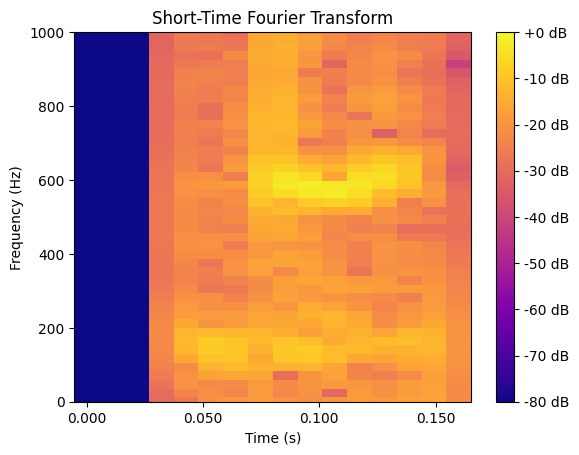 Short-Time Fourier Transform
1000
800
600
400
200
0
Frequency (Hz)
0.000
0.050
0.100
0.150
Time (s)
+0 dB
-10 dB
-20 dB
-30 dB
-40 dB
-50 dB
-60 dB
-70 dB
-80 dB